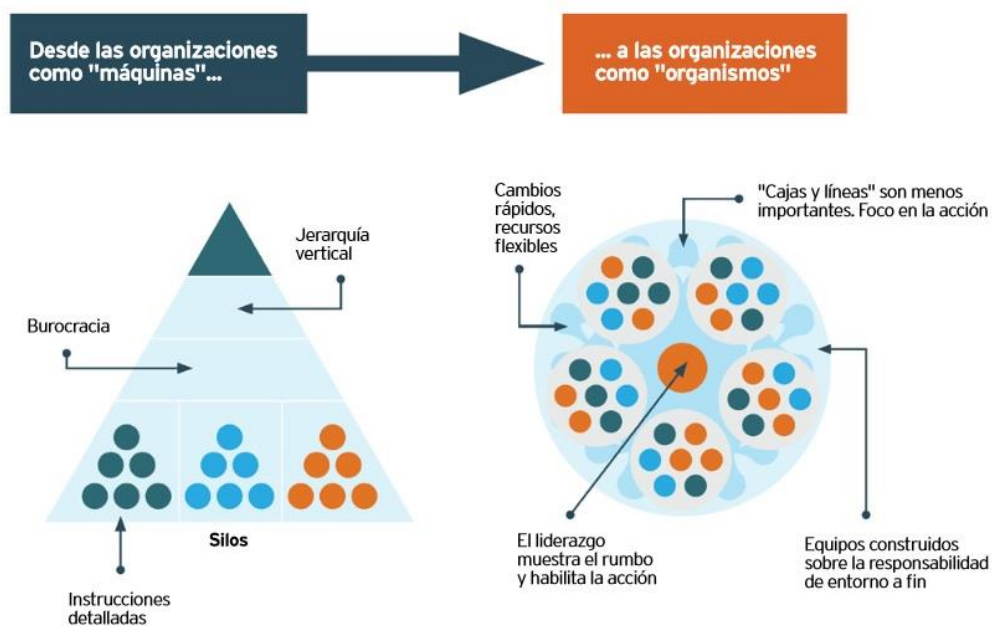 Desde las organizaciones
como "máquinas"...
... a las organizaciones
como "organismos"
Jerarquía
vertical
Burocracia
Silos
Instrucciones
detalladas
Cambios
rápidos,
recursos
flexibles
"Cajas y líneas" son menos
importantes. Foco en la acción
El liderazgo
muestra el rumbo
y habilita la acción
Equipos construidos
sobre la responsabilidad
de entorno a fin